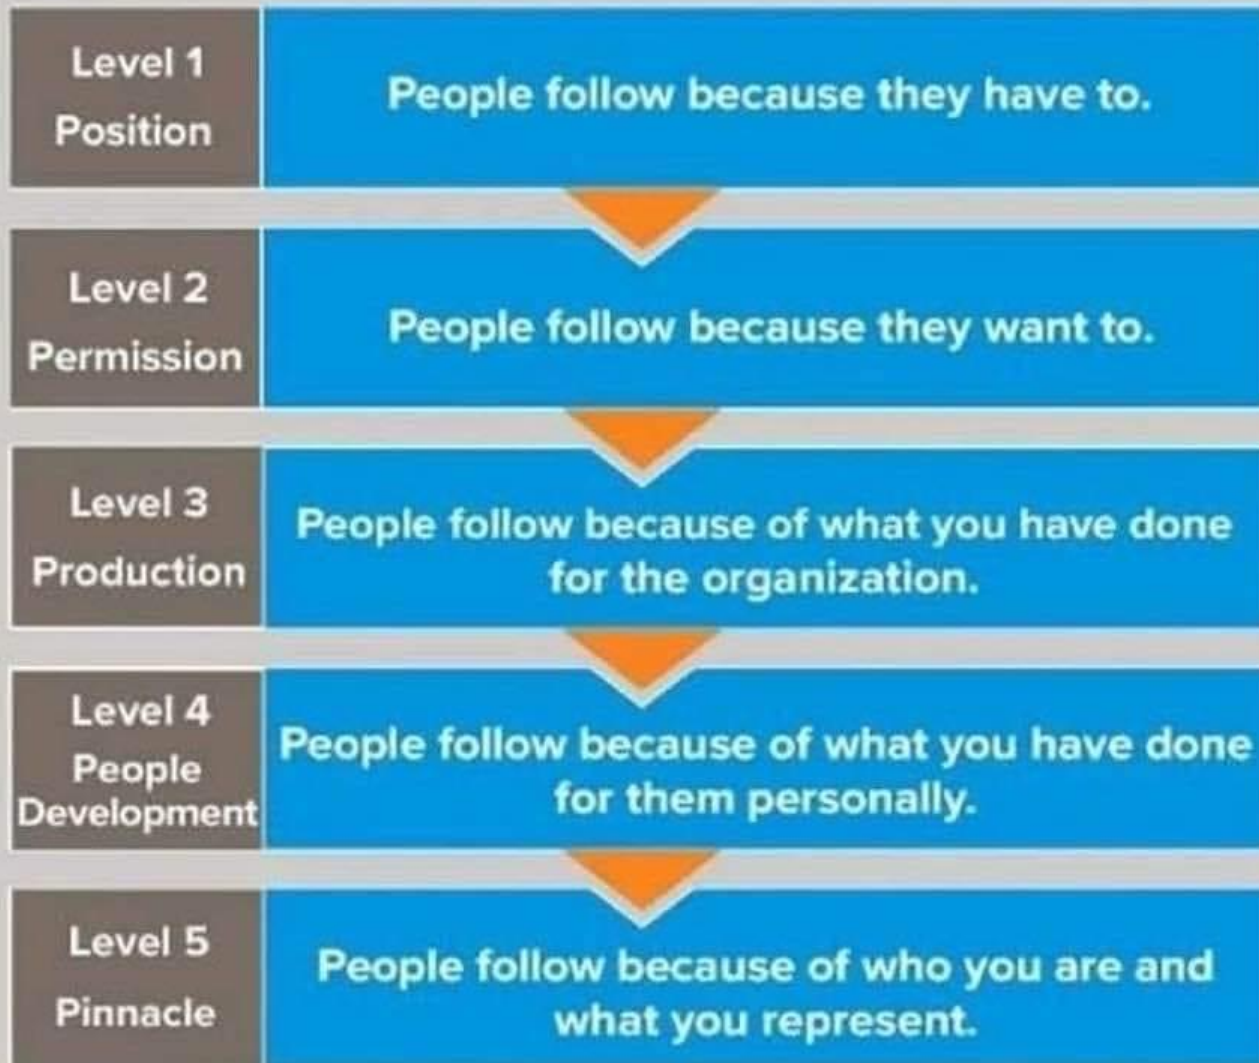 Level 1
Position
People follow because they have to.
Level 2
Permission
People follow because they want to.
Level 3
Production
People follow because of what you have done
for the organization.
Level 4
People
Development
People follow because of what you have done
for them personally.
Level 5
Pinnacle
People follow because of who you are and
what you represent.